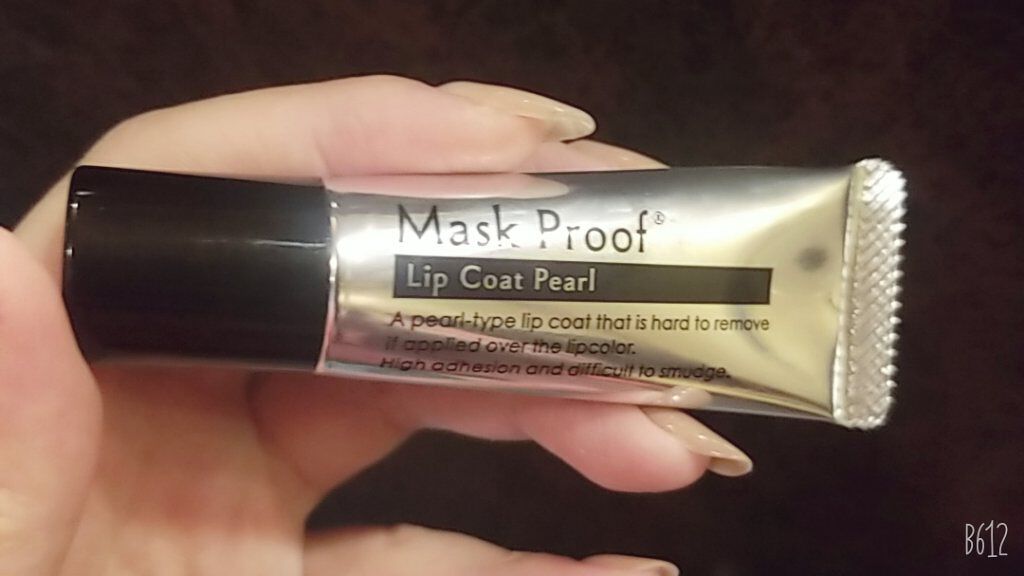 Mask Proof®
Lip Coat Pearl
A pearl-type lip coat that is hard to remove
if applied over the lipcolor.
High adhesion and difficult to smudge.
B612